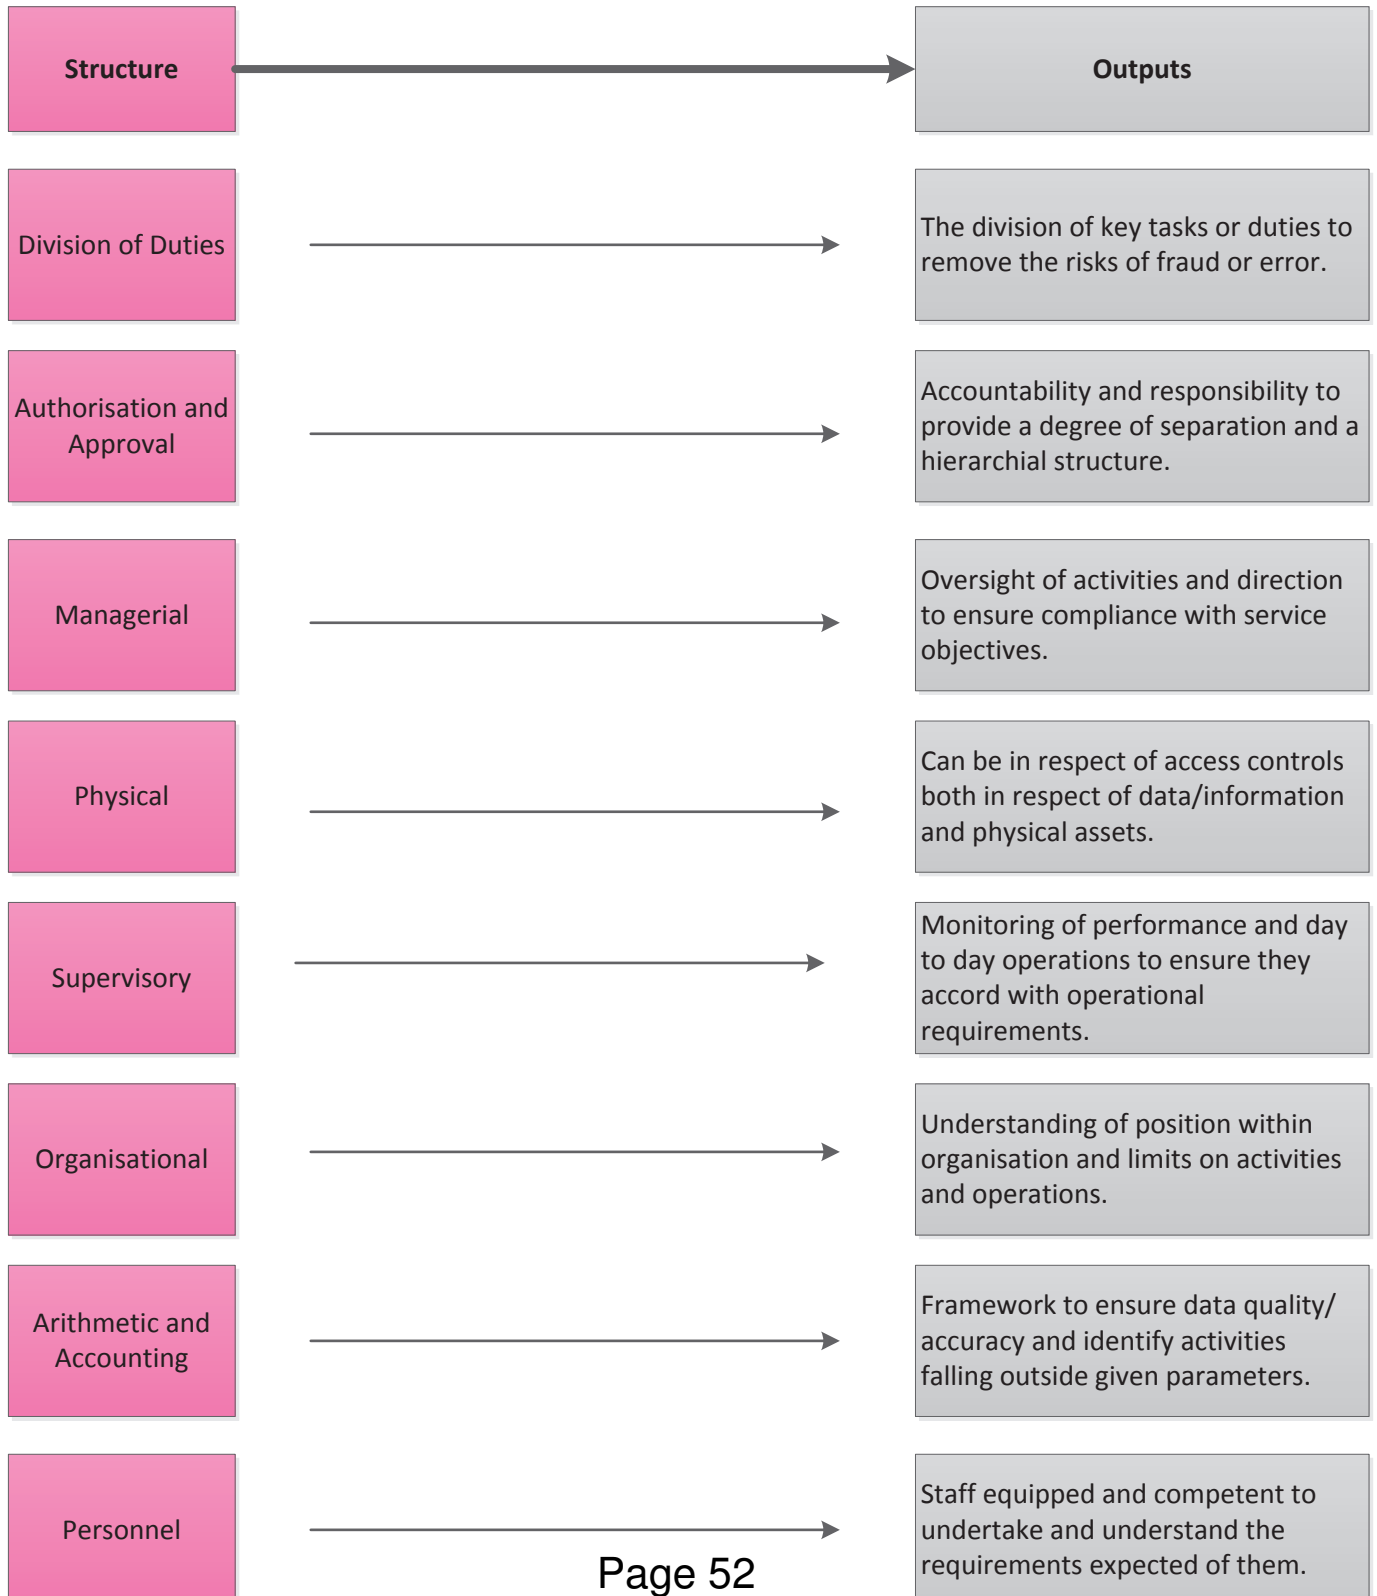 Structure
Outputs
Division of Duties
The division of key tasks or duties to
remove the risks of fraud or error.
Authorisation and
Approval
Accountability and responsibility to
provide a degree of separation and a
hierarchial structure.
Managerial
Oversight of activities and direction
to ensure compliance with service
objectives.
Physical
Can be in respect of access controls
both in respect of data/information
and physical assets.
Supervisory
Monitoring of performance and day
to day operations to ensure they
accord with operational
requirements.
Organisational
Understanding of position within
organisation and limits on activities
and operations.
Arithmetic and
Accounting
Framework to ensure data quality/
accuracy and identify activities
falling outside given parameters.
Personnel
Staff equipped and competent to
undertake and understand the
requirements expected of them.
Page 52